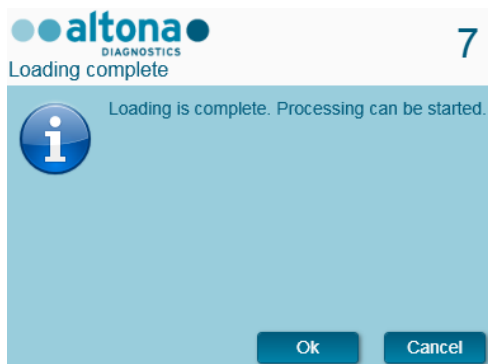 altona
DIAGNOSTICS
7
Loading complete
Loading is complete. Processing can be started.
Ok
Cancel